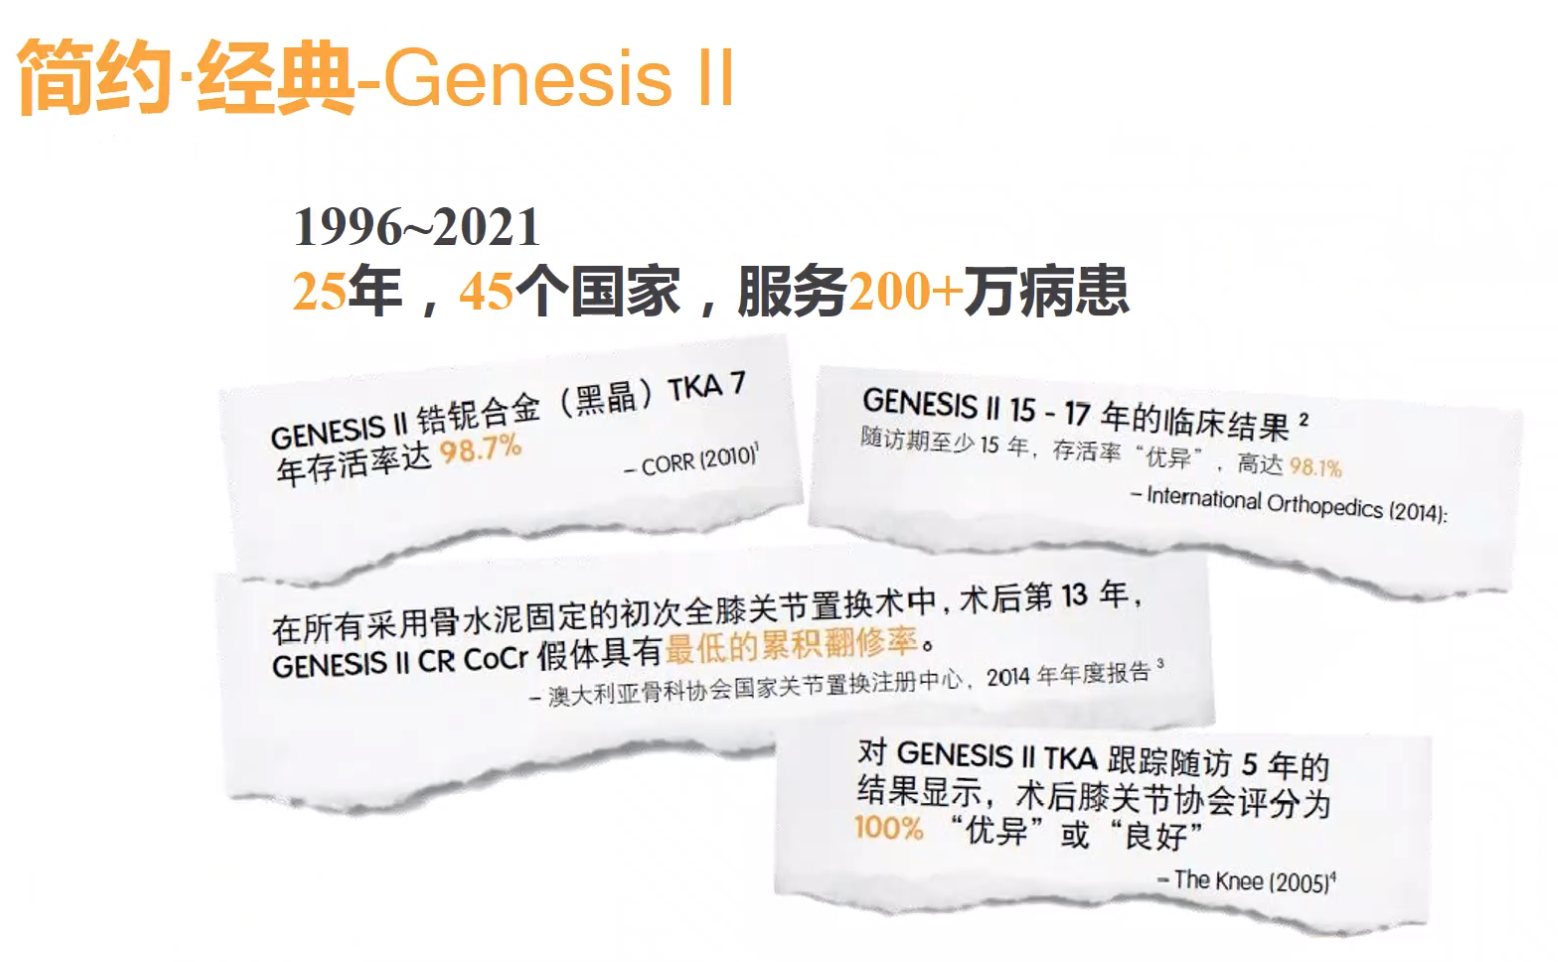 简约·经典-Genesis II
1996~2021
25年，45个国家，服务200+万病患
GENESIS II 锆铌合金（黑晶）TKA 7
年存活率达 98.7%
– CORR (2010)¹
GENESIS II 15 - 17 年的临床结果 ²
随访期至少 15 年，存活率“优异”，高达 98.1%
– International Orthopedics (2014):
在所有采用骨水泥固定的初次全膝关节置换术中，术后第 13 年，
GENESIS II CR CoCr 假体具有最低的累积翻修率。
– 澳大利亚骨科协会国家关节置换注册中心，2014 年年度报告 ³
对 GENESIS II TKA 跟踪随访 5 年的
结果显示，术后膝关节协会评分为
100% “优异”或“良好”
– The Knee (2005)⁴